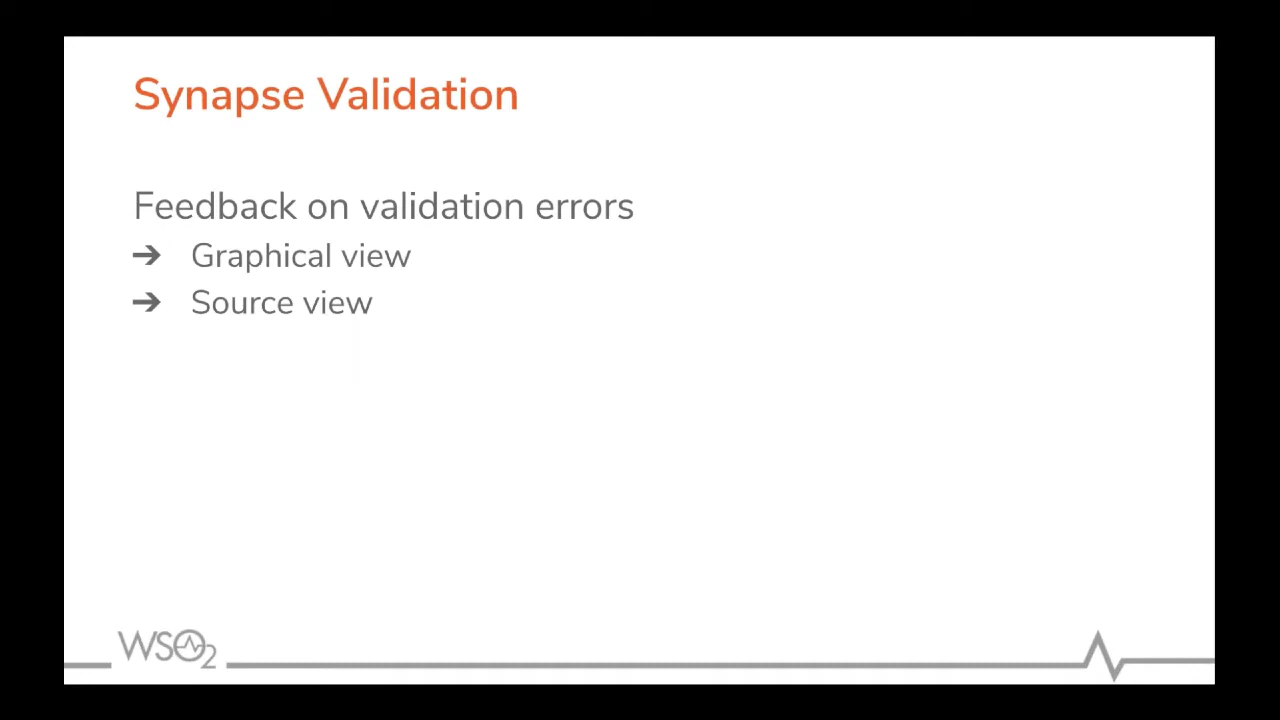 Synapse Validation
Feedback on validation errors
➔ Graphical view
➔ Source view
WSO2